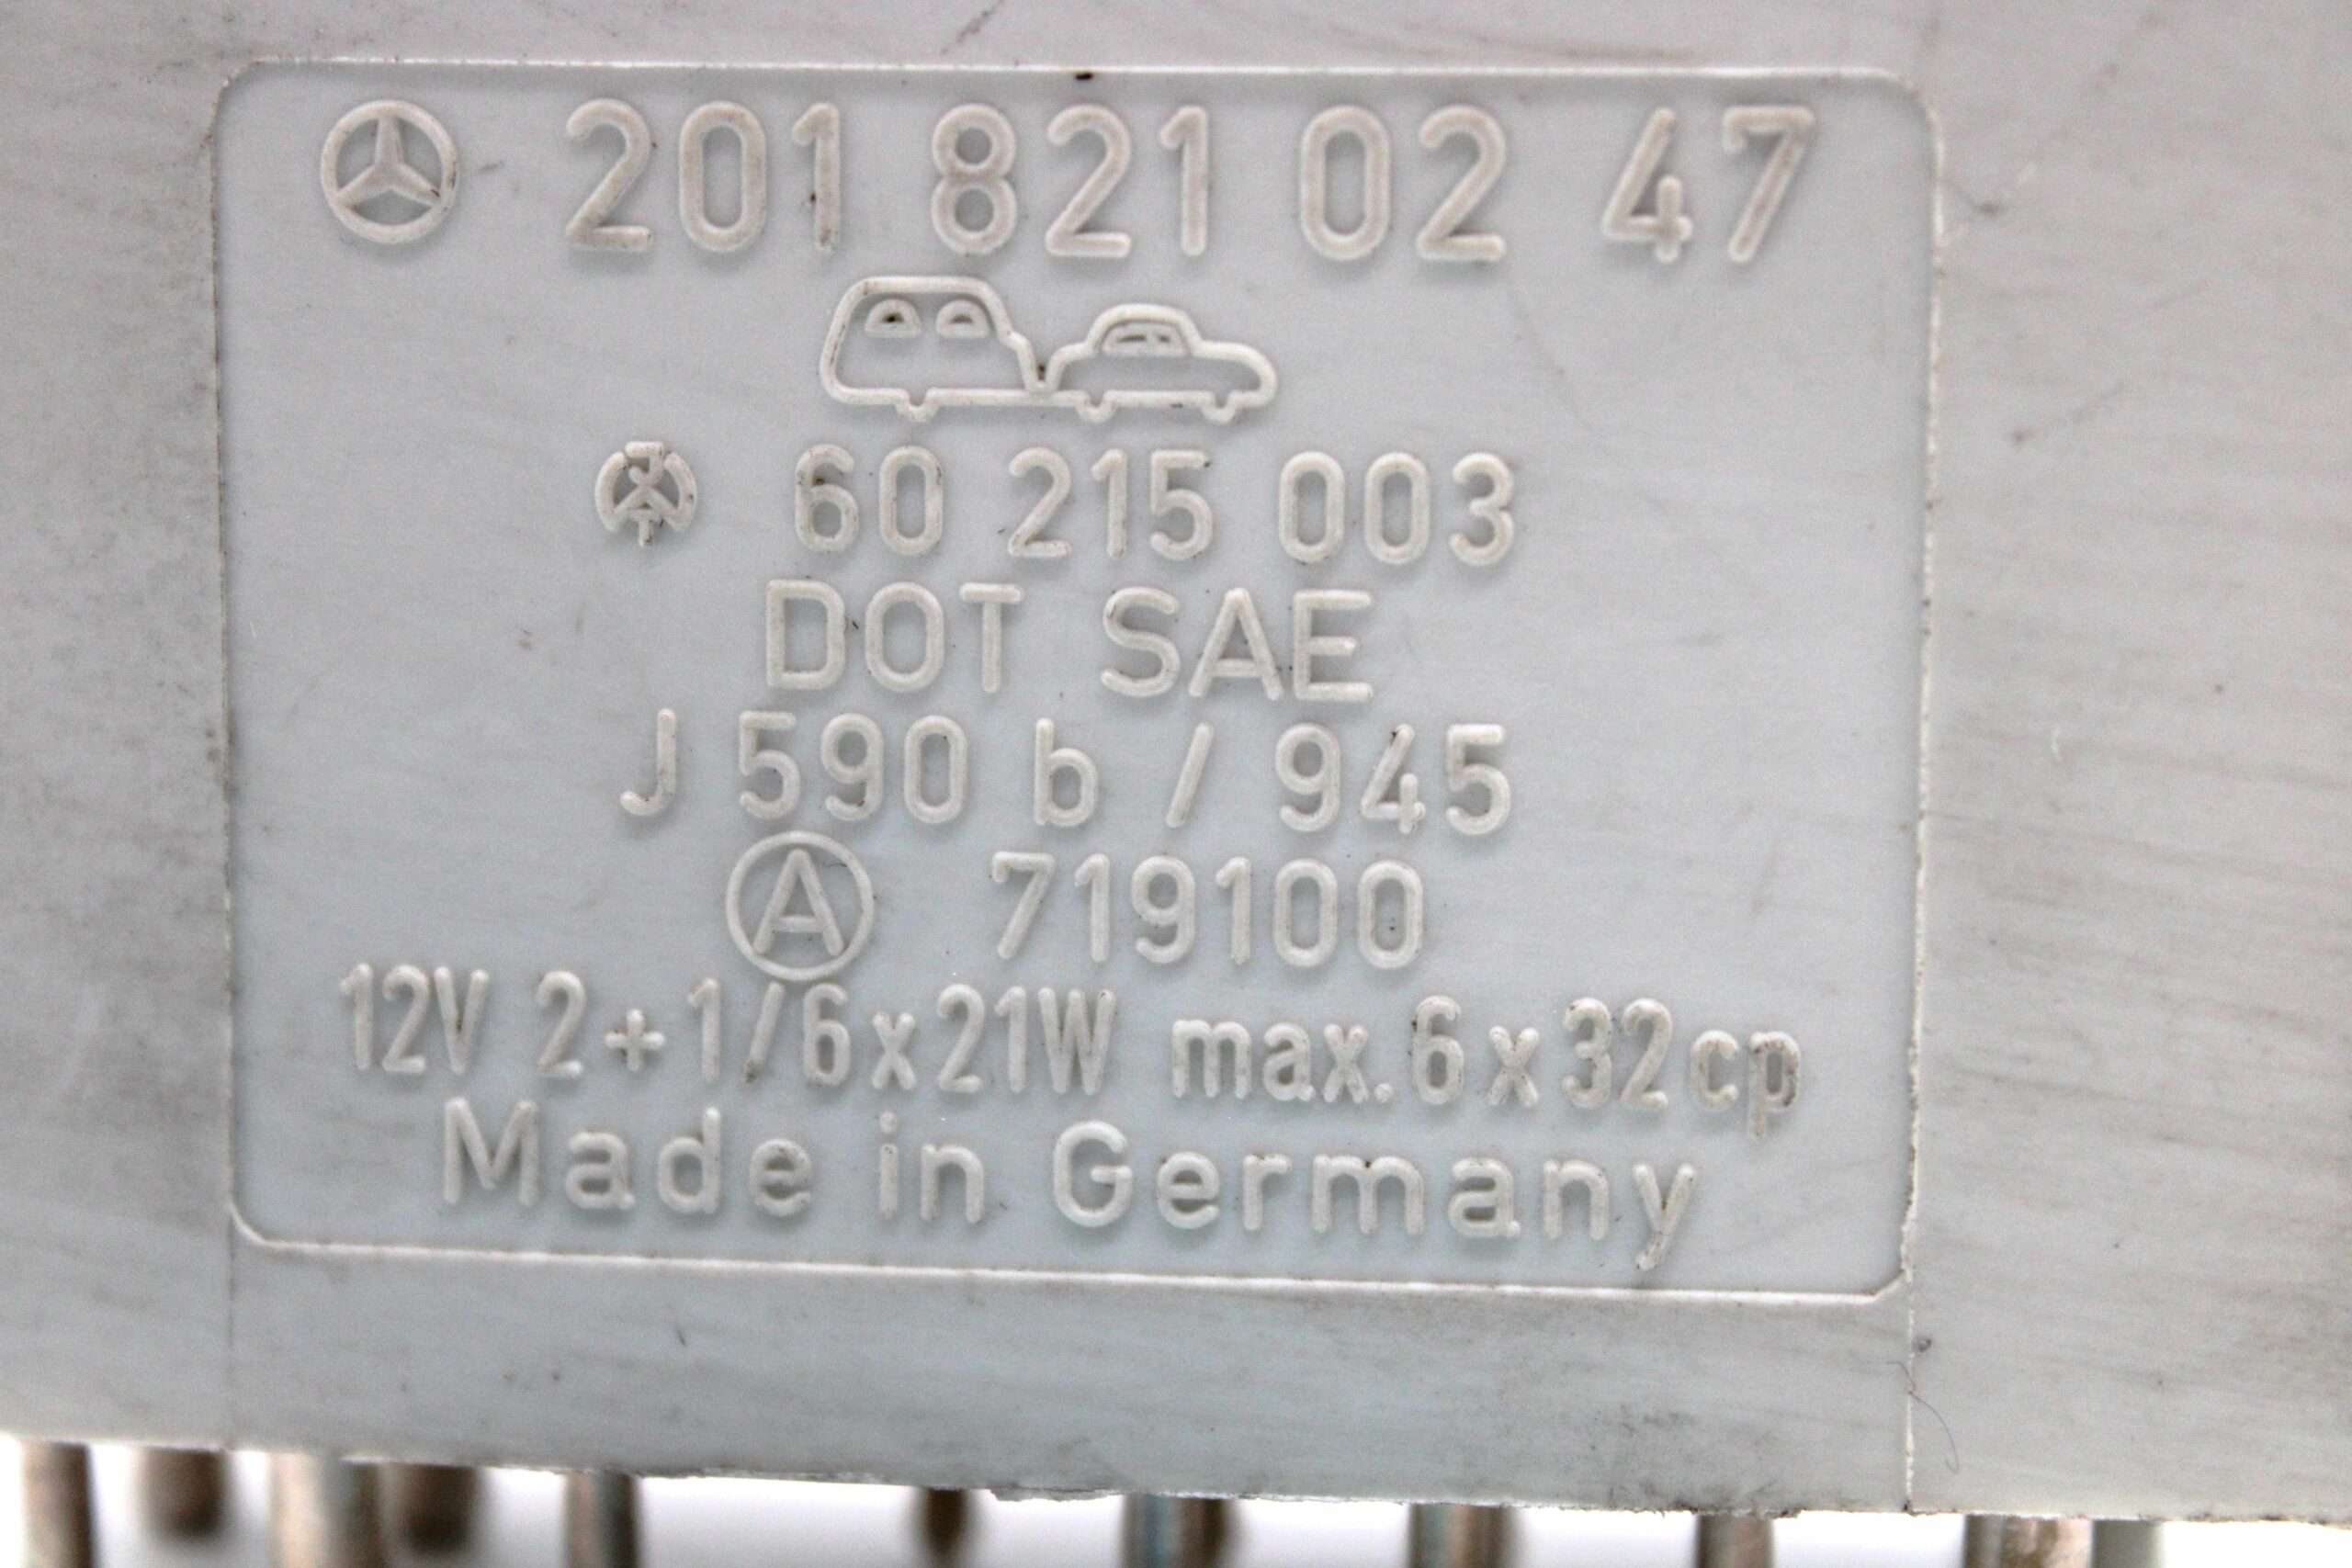 201 821 02 47
60 215 003
DOT SAE
J 590 b / 945
A 719100
12V 2+1/6x21W max. 6x32cp
Made in Germany